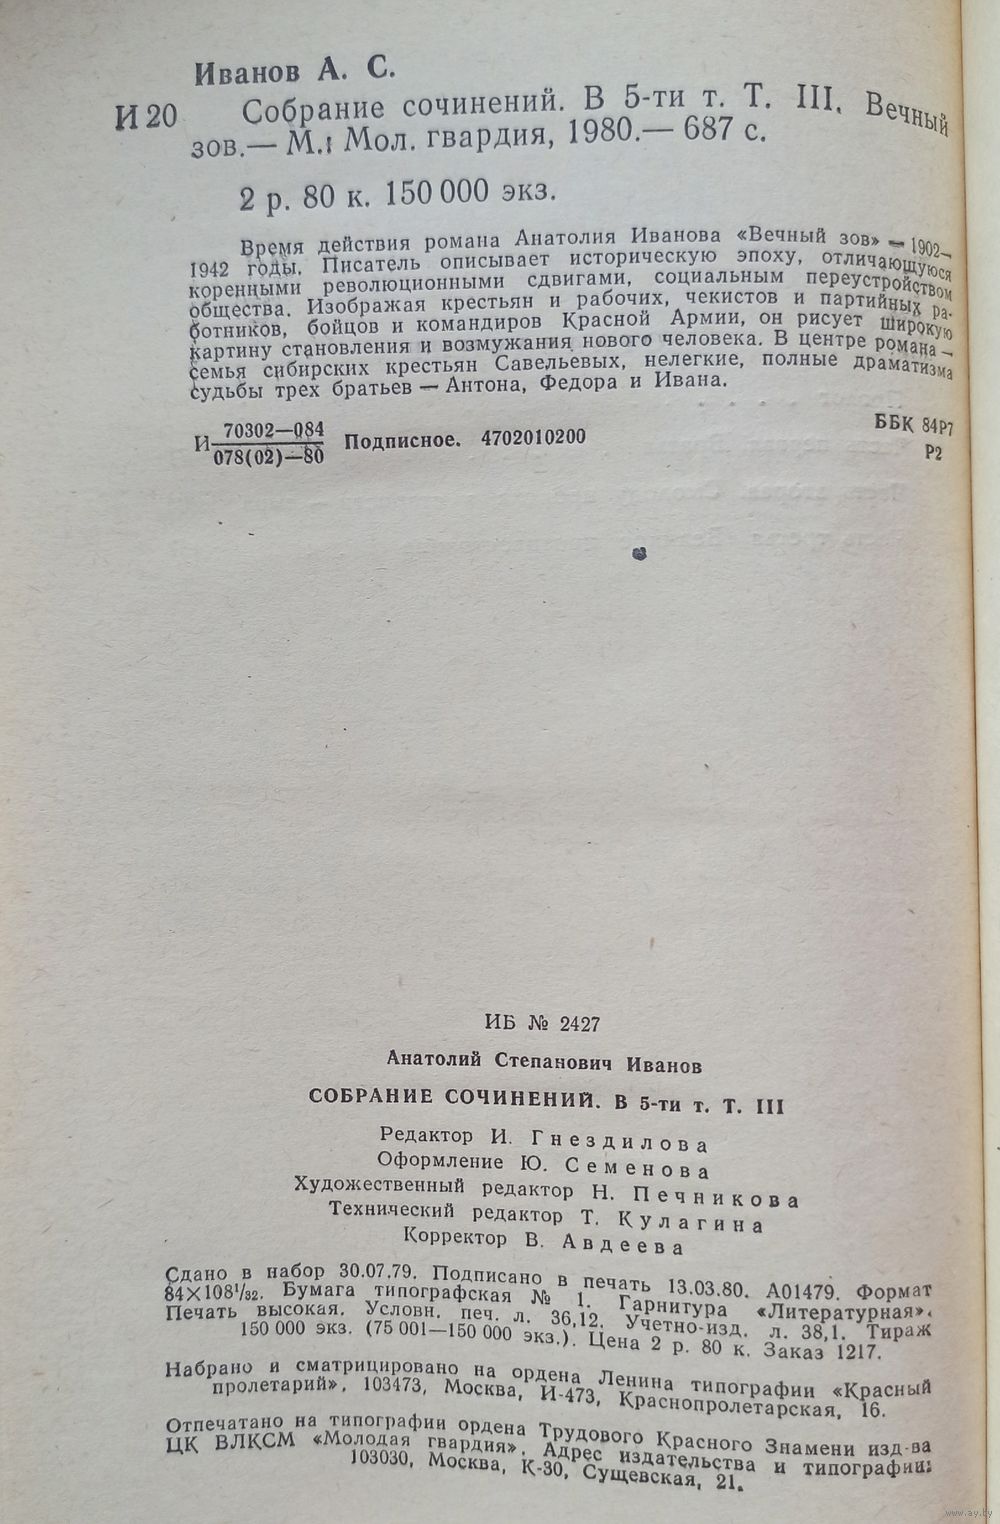 Иванов А. С.
И 20 Собрание сочинений. В 5-ти т. Т. III. Вечный
зов.— М.: Мол. гвардия, 1980.— 687 с.
2 р. 80 к. 150 000 экз.
Время действия романа Анатолия Иванова «Вечный зов» — 1902—
1942 годы. Писатель описывает историческую эпоху, отличающуюся
коренными революционными сдвигами, социальным переустройством
общества. Изображая крестьян и рабочих, чекистов и партийных ра-
ботников, бойцов и командиров Красной Армии, он рисует широкую
картину становления и возмужания нового человека. В центре романа —
семья сибирских крестьян Савельевых, нелегкие, полные драматизма
судьбы трех братьев — Антона, Федора и Ивана.
И 70302—084
078(02)—80 Подписное. 4702010200
ББК 84Р7
Р2
ИБ № 2427
Анатолий Степанович Иванов
СОБРАНИЕ СОЧИНЕНИЙ. В 5-ти т. Т. III
Редактор И. Гнездилова
Оформление Ю. Семенова
Художественный редактор Н. Печникова
Технический редактор Т. Кулагина
Корректор В. Авдеева
Сдано в набор 30.07.79. Подписано в печать 13.03.80. А01479. Формат
84×108¹/₃₂. Бумага типографская № 1. Гарнитура «Литературная».
Печать высокая. Условн. печ. л. 36,12. Учетно-изд. л. 38,1. Тираж
150 000 экз. (75 001—150 000 экз.). Цена 2 р. 80 к. Заказ 1217.
Набрано и сматрицировано на ордена Ленина типографии «Красный
пролетарий». 103473, Москва, И-473, Краснопролетарская, 16.
Отпечатано на типографии ордена Трудового Красного Знамени изд-ва
ЦК ВЛКСМ «Молодая гвардия». Адрес издательства и типографии:
103030, Москва, К-30, Сущевская, 21.
www.ay.by